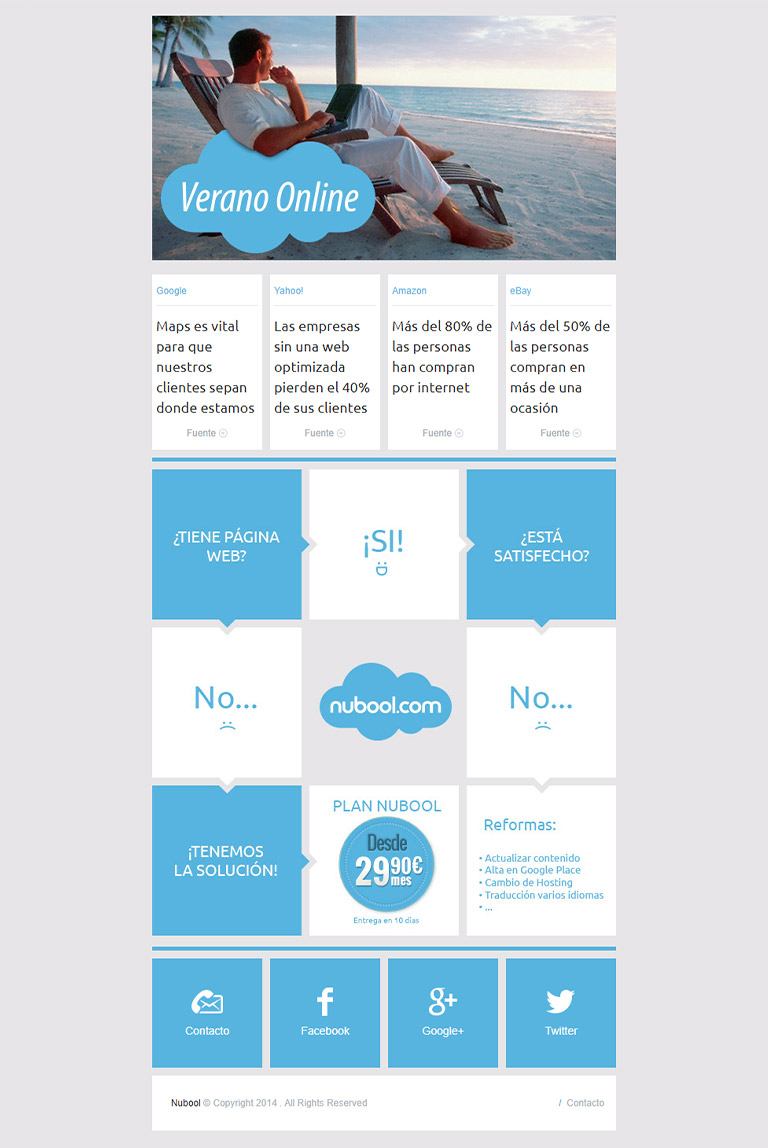 Verano Online
Google
Maps es vital
para que
nuestros
clientes sepan
donde estamos
Fuente
Yahoo!
Las empresas
sin una web
optimizada
pierden el 40%
de sus clientes
Fuente
Amazon
Más del 80% de
las personas
han compran
por internet
Fuente
eBay
Más del 50% de
las personas
compran en
más de una
ocasión
Fuente
¿TIENE PÁGINA
WEB?
¡SI!
¿ESTÁ
SATISFECHO?
No...
nubool.com
No...
¡TENEMOS
LA SOLUCIÓN!
PLAN NUBOOL
Desde
2990€
mes
Entrega en 10 días
Reformas:
• Actualizar contenido
• Alta en Google Place
• Cambio de Hosting
• Traducción varios idiomas
• ...
Contacto
Facebook
Google+
Twitter
Nubool © Copyright 2014 . All Rights Reserved
/ Contacto